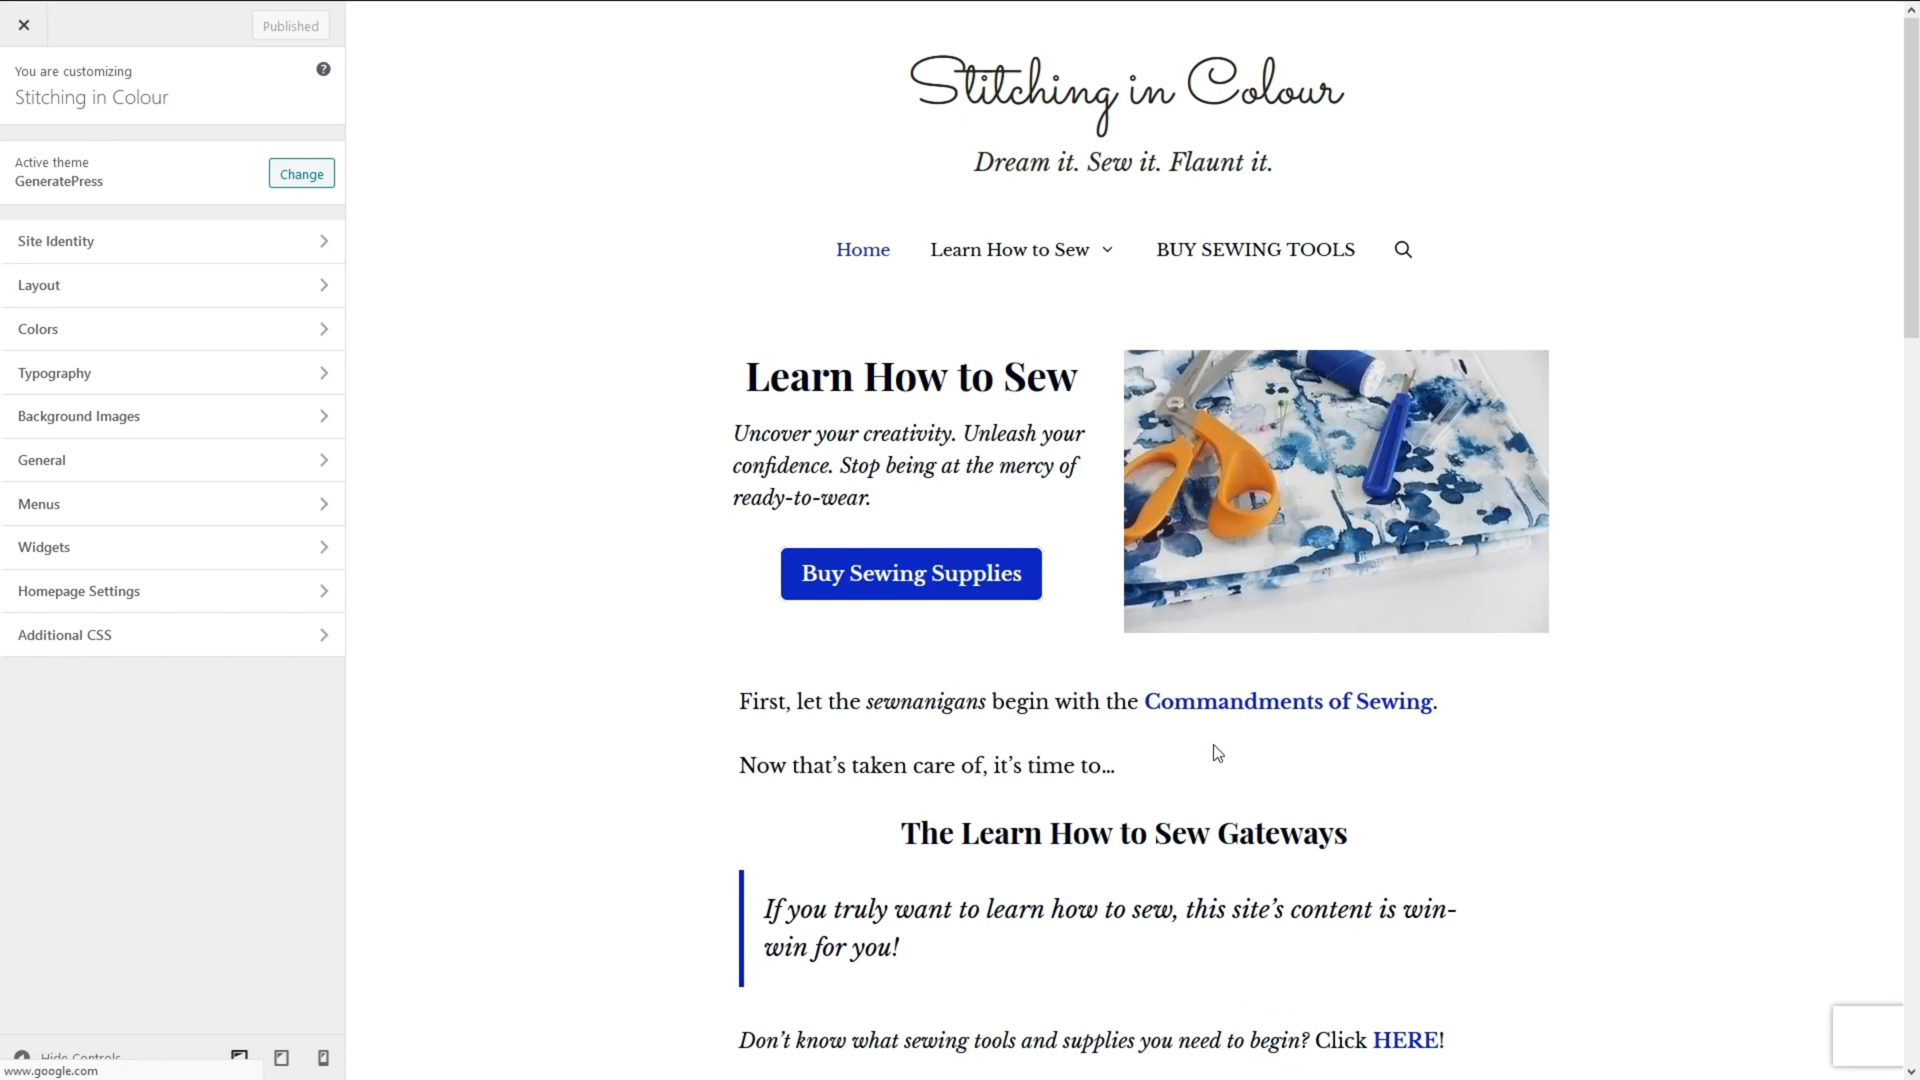 Published
You are customizing
Stitching in Colour
Active theme
GeneratePress
Change
Site Identity
Layout
Colors
Typography
Background Images
General
Menus
Widgets
Homepage Settings
Additional CSS
Hide Controls
www.google.com
Stitching in Colour
Dream it. Sew it. Flaunt it.
Home Learn How to Sew BUY SEWING TOOLS
Learn How to Sew
Uncover your creativity. Unleash your
confidence. Stop being at the mercy of
ready-to-wear.
Buy Sewing Supplies
First, let the sewnanigans begin with the Commandments of Sewing.
Now that’s taken care of, it’s time to…
The Learn How to Sew Gateways
If you truly want to learn how to sew, this site’s content is win-
win for you!
Don’t know what sewing tools and supplies you need to begin? Click HERE!